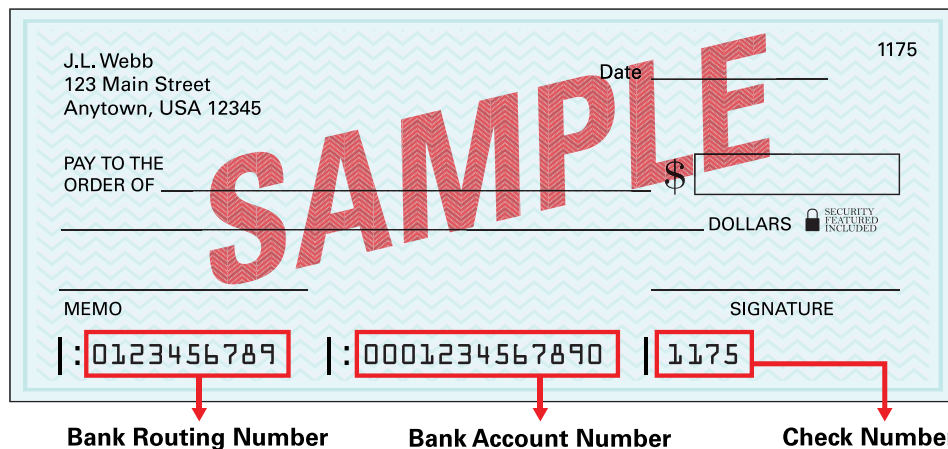 J.L. Webb
123 Main Street
Anytown, USA 12345
1175
Date
SAMPLE
PAY TO THE
ORDER OF
$
DOLLARS
SECURITY
FEATURED
INCLUDED
MEMO
SIGNATURE
|: 0123456789 |: 0001234567890 | 1175
Bank Routing Number
Bank Account Number
Check Number